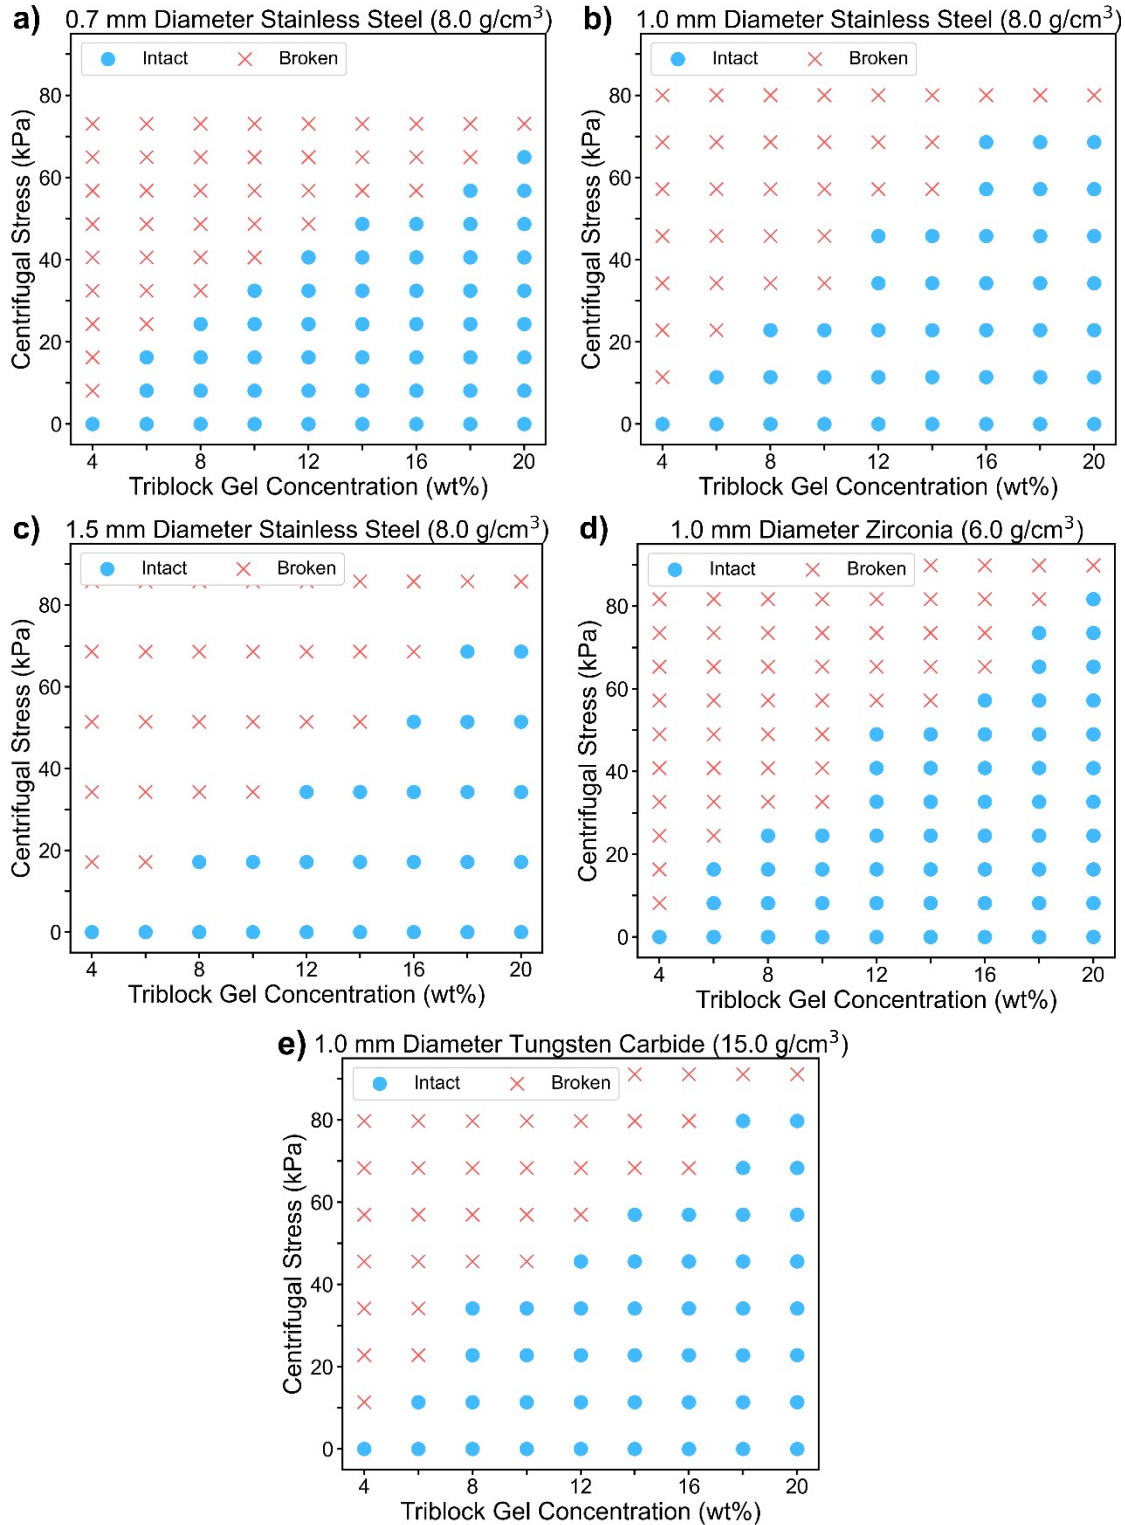 a) 0.7 mm Diameter Stainless Steel (8.0 g/cm³)
Intact Broken
Centrifugal Stress (kPa)
80
60
40
20
0
4 8 12 16 20
Triblock Gel Concentration (wt%)
b) 1.0 mm Diameter Stainless Steel (8.0 g/cm³)
Intact Broken
Centrifugal Stress (kPa)
80
60
40
20
0
4 8 12 16 20
Triblock Gel Concentration (wt%)
c) 1.5 mm Diameter Stainless Steel (8.0 g/cm³)
Intact Broken
Centrifugal Stress (kPa)
80
60
40
20
0
4 8 12 16 20
Triblock Gel Concentration (wt%)
d) 1.0 mm Diameter Zirconia (6.0 g/cm³)
Intact Broken
Centrifugal Stress (kPa)
80
60
40
20
0
4 8 12 16 20
Triblock Gel Concentration (wt%)
e) 1.0 mm Diameter Tungsten Carbide (15.0 g/cm³)
Intact Broken
Centrifugal Stress (kPa)
80
60
40
20
0
4 8 12 16 20
Triblock Gel Concentration (wt%)